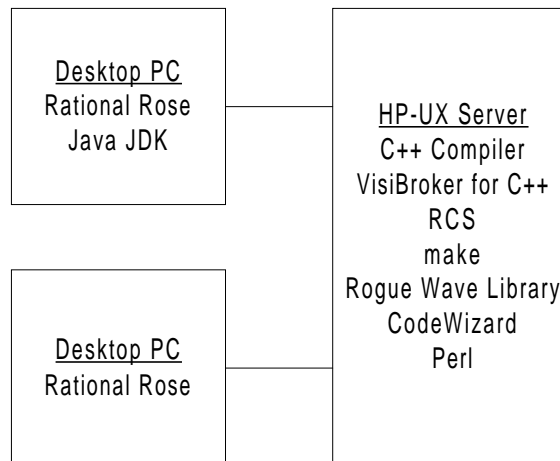 Desktop PC
Rational Rose
Java JDK
Desktop PC
Rational Rose
HP-UX Server
C++ Compiler
VisiBroker for C++
RCS
make
Rogue Wave Library
CodeWizard
Perl